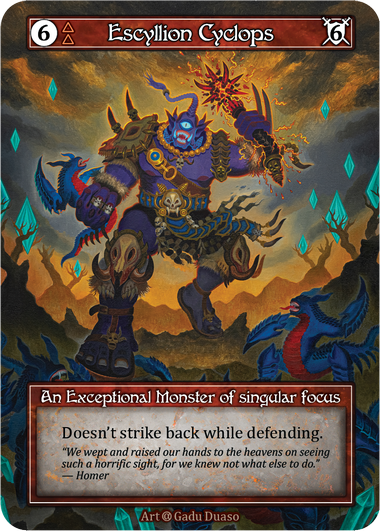 6 Escyllion Cyclops 6
An Exceptional Monster of singular focus
Doesn't strike back while defending.
"We wept and raised our hands to the heavens on seeing
such a horrific sight, for we knew not what else to do."
— Homer
Art @ Gadu Duaso